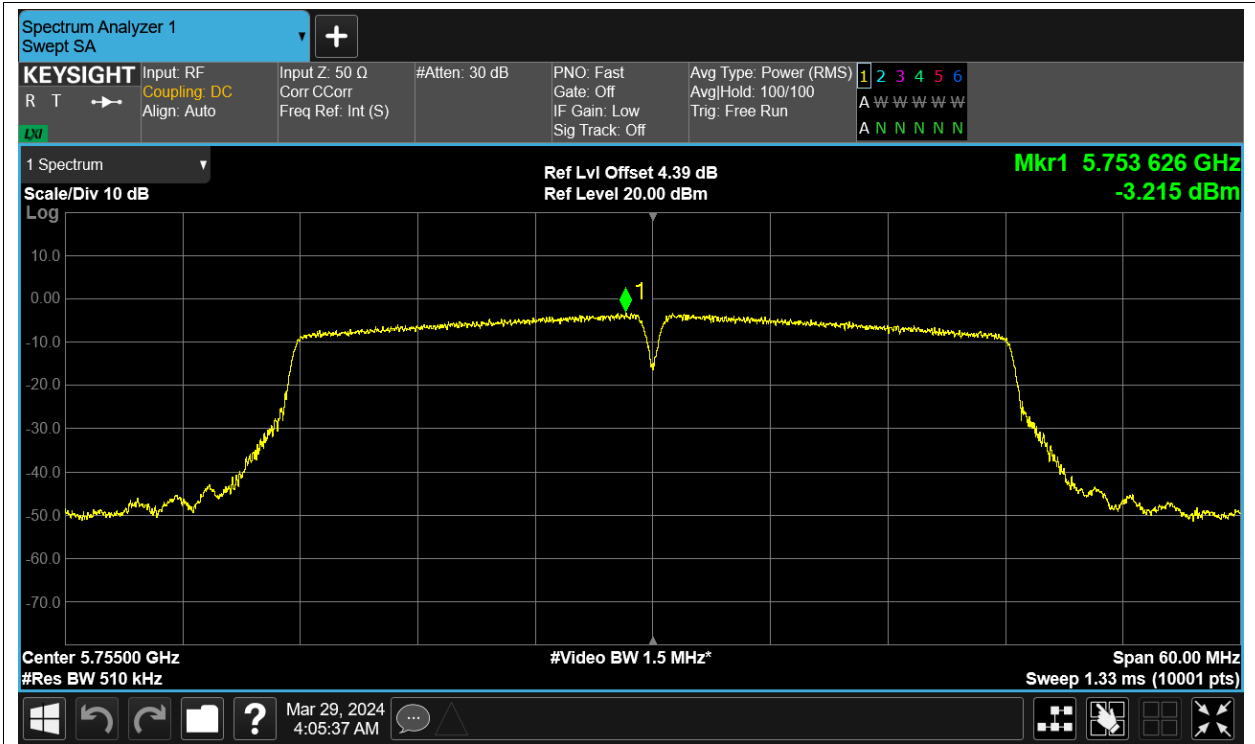 Spectrum Analyzer 1
Swept SA
KEYSIGHT
R T
LXI
Input: RF
Coupling: DC
Align: Auto
Input Z: 50 Ω
Corr CCorr
Freq Ref: Int (S)
#Atten: 30 dB
PNO: Fast
Gate: Off
IF Gain: Low
Sig Track: Off
Avg Type: Power (RMS)
Avg|Hold: 100/100
Trig: Free Run
1 2 3 4 5 6
A W W W W W
A N N N N N
1 Spectrum
Scale/Div 10 dB
Log
Ref Lvl Offset 4.39 dB
Ref Level 20.00 dBm
Mkr1 5.753 626 GHz
-3.215 dBm
10.0
0.00
-10.0
-20.0
-30.0
-40.0
-50.0
-60.0
-70.0
1
Center 5.75500 GHz
#Res BW 510 kHz
#Video BW 1.5 MHz*
Span 60.00 MHz
Sweep 1.33 ms (10001 pts)
?
Mar 29, 2024
4:05:37 AM